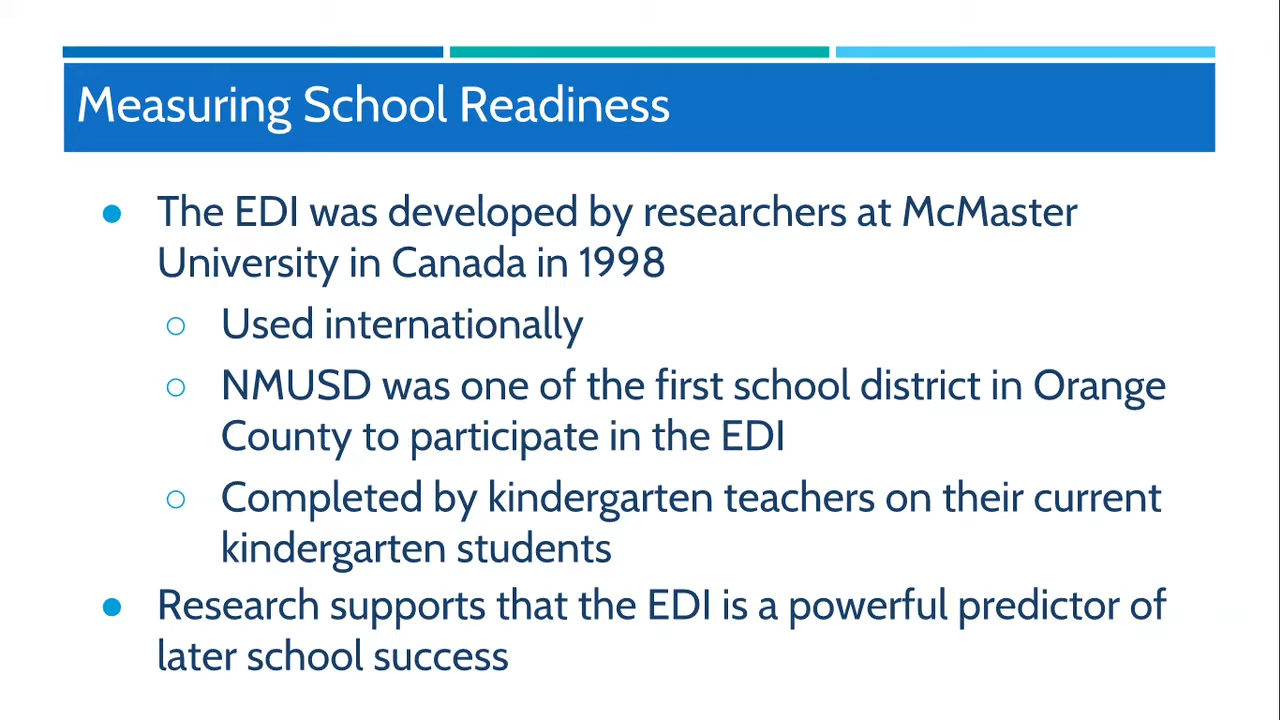 Measuring School Readiness
● The EDI was developed by researchers at McMaster
University in Canada in 1998
○ Used internationally
○ NMUSD was one of the first school district in Orange
County to participate in the EDI
○ Completed by kindergarten teachers on their current
kindergarten students
● Research supports that the EDI is a powerful predictor of
later school success